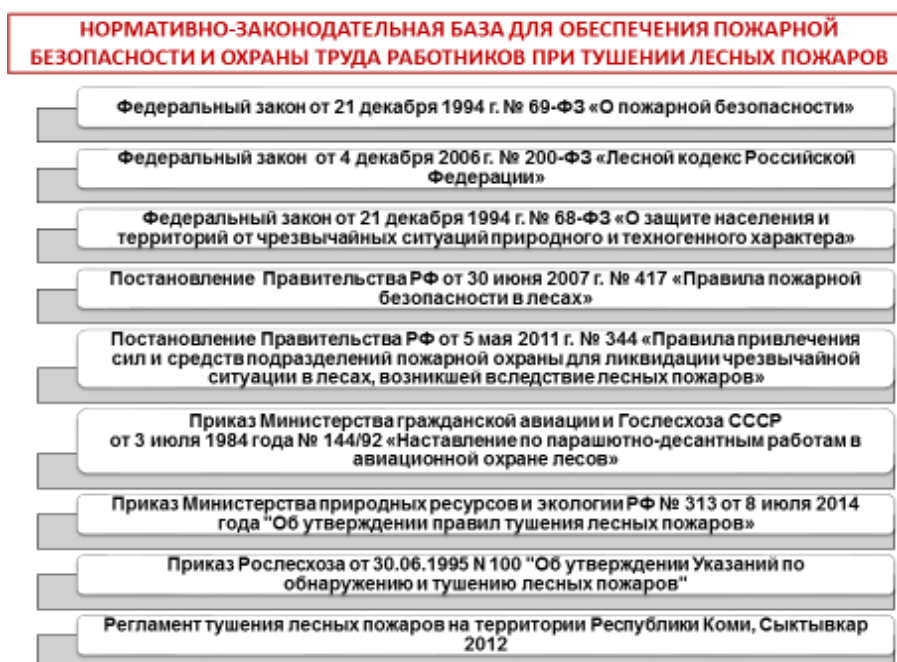 НОРМАТИВНО-ЗАКОНОДАТЕЛЬНАЯ БАЗА ДЛЯ ОБЕСПЕЧЕНИЯ ПОЖАРНОЙ
БЕЗОПАСНОСТИ И ОХРАНЫ ТРУДА РАБОТНИКОВ ПРИ ТУШЕНИИ ЛЕСНЫХ ПОЖАРОВ
Федеральный закон от 21 декабря 1994 г. № 69-ФЗ «О пожарной безопасности»
Федеральный закон от 4 декабря 2006 г. № 200-ФЗ «Лесной кодекс Российской
Федерации»
Федеральный закон от 21 декабря 1994 г. № 68-ФЗ «О защите населения и
территорий от чрезвычайных ситуаций природного и техногенного характера»
Постановление Правительства РФ от 30 июня 2007 г. № 417 «Правила пожарной
безопасности в лесах»
Постановление Правительства РФ от 5 мая 2011 г. № 344 «Правила привлечения
сил и средств подразделений пожарной охраны для ликвидации чрезвычайной
ситуации в лесах, возникшей вследствие лесных пожаров»
Приказ Министерства гражданской авиации и Гослесхоза СССР
от 3 июля 1984 года № 144/92 «Наставление по парашютно-десантным работам в
авиационной охране лесов»
Приказ Министерства природных ресурсов и экологии РФ № 313 от 8 июля 2014
года "Об утверждении правил тушения лесных пожаров»
Приказ Рослесхоза от 30.06.1995 N 100 "Об утверждении Указаний по
обнаружению и тушению лесных пожаров"
Регламент тушения лесных пожаров на территории Республики Коми, Сыктывкар
2012